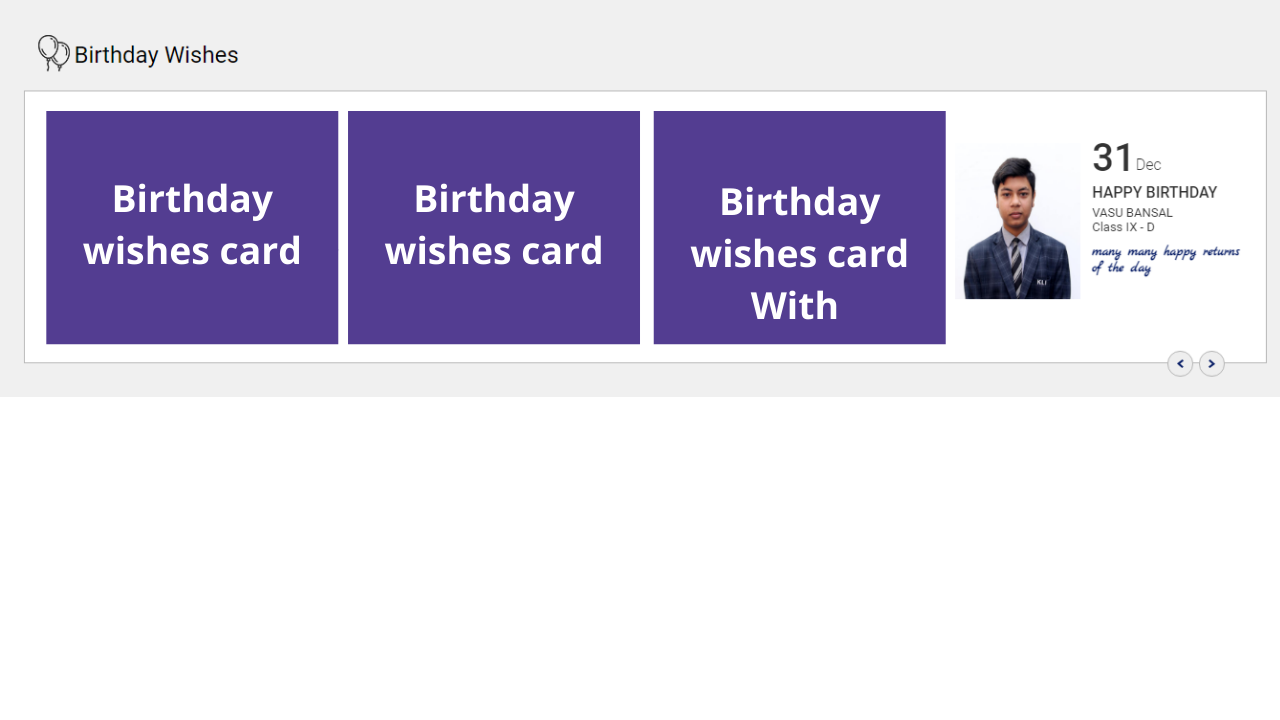 Birthday Wishes
Birthday
wishes card
Birthday
wishes card
Birthday
wishes card
With
31 Dec
HAPPY BIRTHDAY
VASU BANSAL
Class IX - D
many many happy returns
of the day
KLI